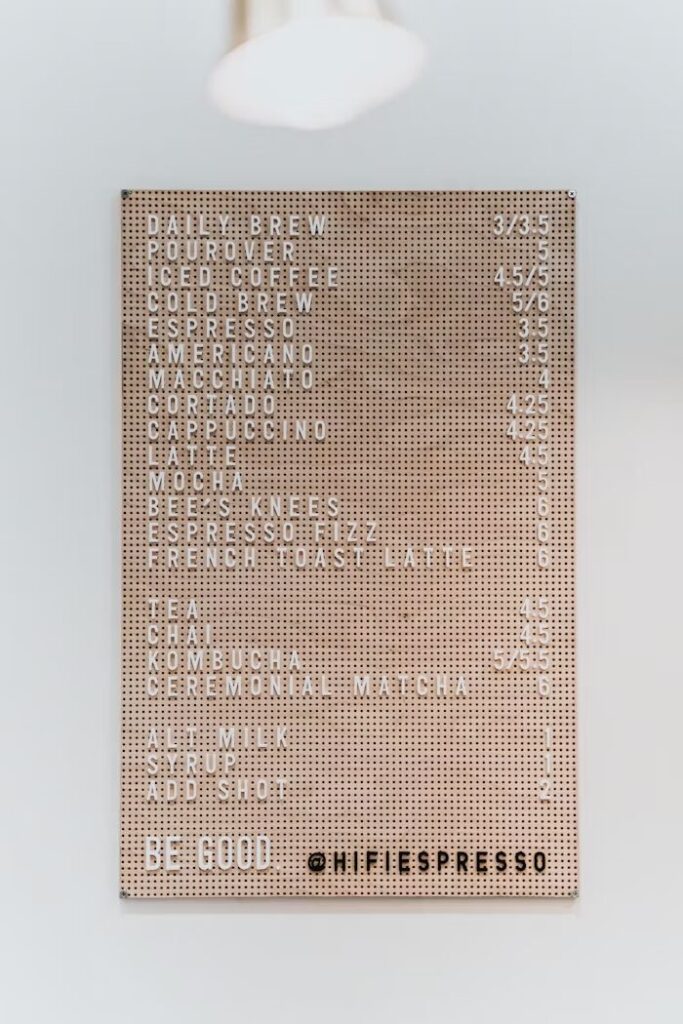 DAILY BREW 3/3.5
POUROVER 5
ICED COFFEE 4.5/5
COLD BREW 5/6
ESPRESSO 3.5
AMERICANO 3.5
MACCHIATO 4
CORTADO 4.25
CAPPUCCINO 4.25
LATTE 4.5
MOCHA 5
BEE'S KNEES 6
ESPRESSO FIZZ 6
FRENCH TOAST LATTE 6
TEA 4.5
CHAI 4.5
KOMBUCHA 5/5.5
CEREMONIAL MATCHA 6
ALT MILK 1
SYRUP 1
ADD SHOT 2
BE GOOD. @HIFIESPRESSO